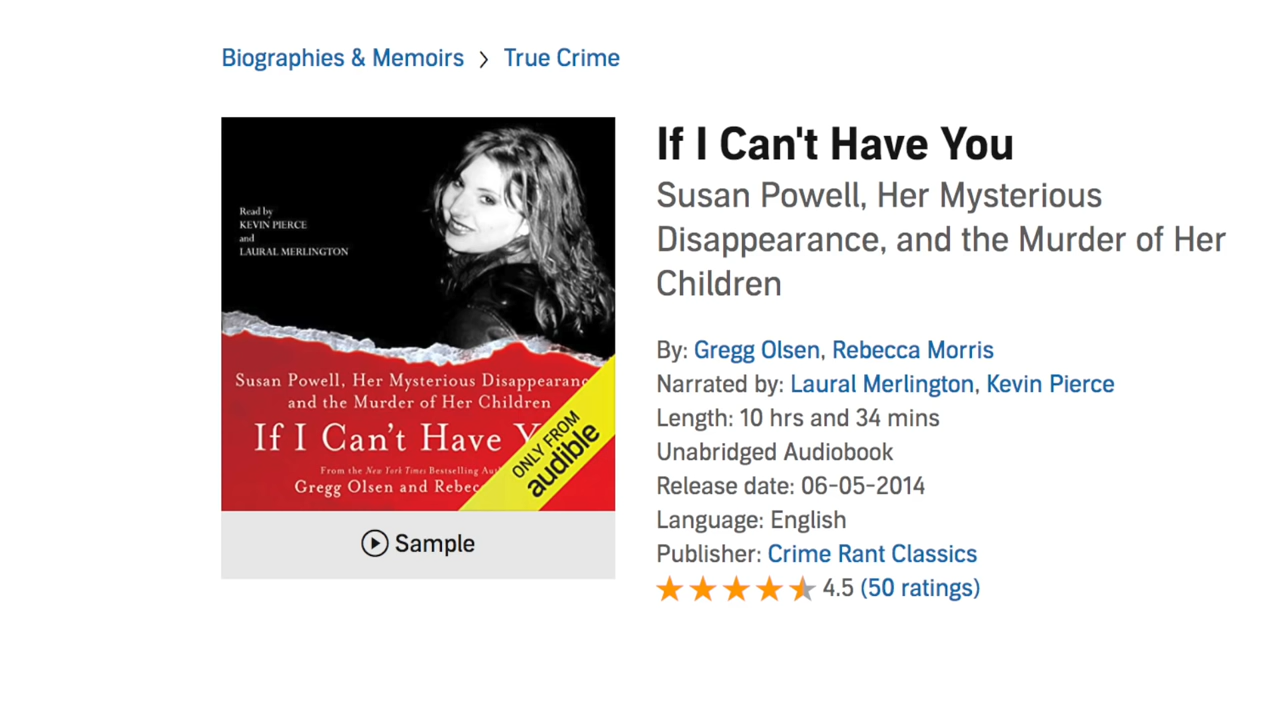 Biographies & Memoirs > True Crime
Read by
KEVIN PIERCE
and
LAURAL MERLINGTON
Susan Powell, Her Mysterious Disappearanc
and the Murder of Her Children
If I Can't Have Y
From the New York Times Bestselling Au
Gregg Olsen and Rebec
ONLY FROM
audible
Sample
If I Can't Have You
Susan Powell, Her Mysterious
Disappearance, and the Murder of Her
Children
By: Gregg Olsen, Rebecca Morris
Narrated by: Laural Merlington, Kevin Pierce
Length: 10 hrs and 34 mins
Unabridged Audiobook
Release date: 06-05-2014
Language: English
Publisher: Crime Rant Classics
4.5 (50 ratings)